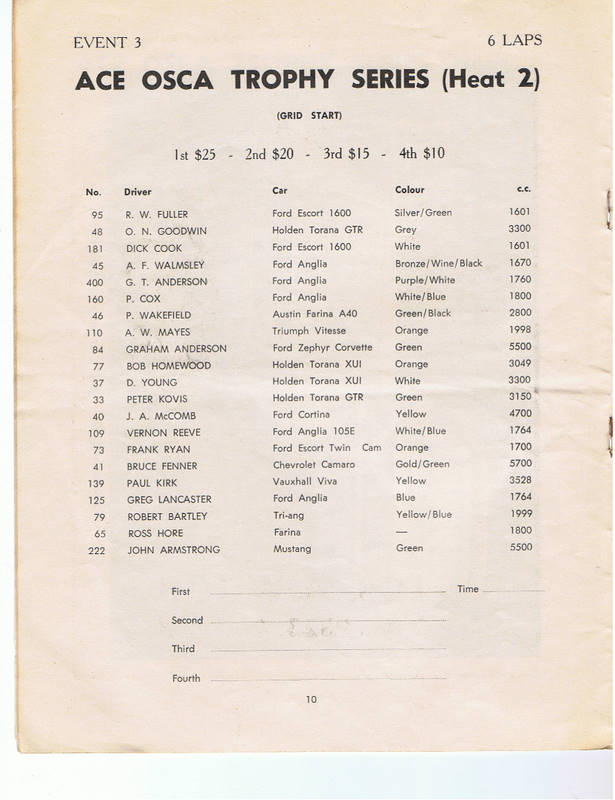 EVENT 3 6 LAPS
ACE OSCA TROPHY SERIES (Heat 2)
(GRID START)
1st $25 - 2nd $20 - 3rd $15 - 4th $10
No. Driver Car Colour c.c.
95 R. W. FULLER Ford Escort 1600 Silver/Green 1601
48 O. N. GOODWIN Holden Torana GTR Grey 3300
181 DICK COOK Ford Escort 1600 White 1601
45 A. F. WALMSLEY Ford Anglia Bronze/Wine/Black 1670
400 G. T. ANDERSON Ford Anglia Purple/White 1760
160 P. COX Ford Anglia White/Blue 1800
46 P. WAKEFIELD Austin Farina A40 Green/Black 2800
110 A. W. MAYES Triumph Vitesse Orange 1998
84 GRAHAM ANDERSON Ford Zephyr Corvette Green 5500
77 BOB HOMEWOOD Holden Torana XUI Orange 3049
37 D. YOUNG Holden Torana XUI White 3300
33 PETER KOVIS Holden Torana GTR Green 3150
40 J. A. McCOMB Ford Cortina Yellow 4700
109 VERNON REEVE Ford Anglia 105E White/Blue 1764
73 FRANK RYAN Ford Escort Twin Cam Orange 1700
41 BRUCE FENNER Chevrolet Camaro Gold/Green 5700
139 PAUL KIRK Vauxhall Viva Yellow 3528
125 GREG LANCASTER Ford Anglia Blue 1764
79 ROBERT BARTLEY Tri-ang Yellow/Blue 1999
65 ROSS HORE Farina — 1800
222 JOHN ARMSTRONG Mustang Green 5500
First Time
Second
Third
Fourth
10